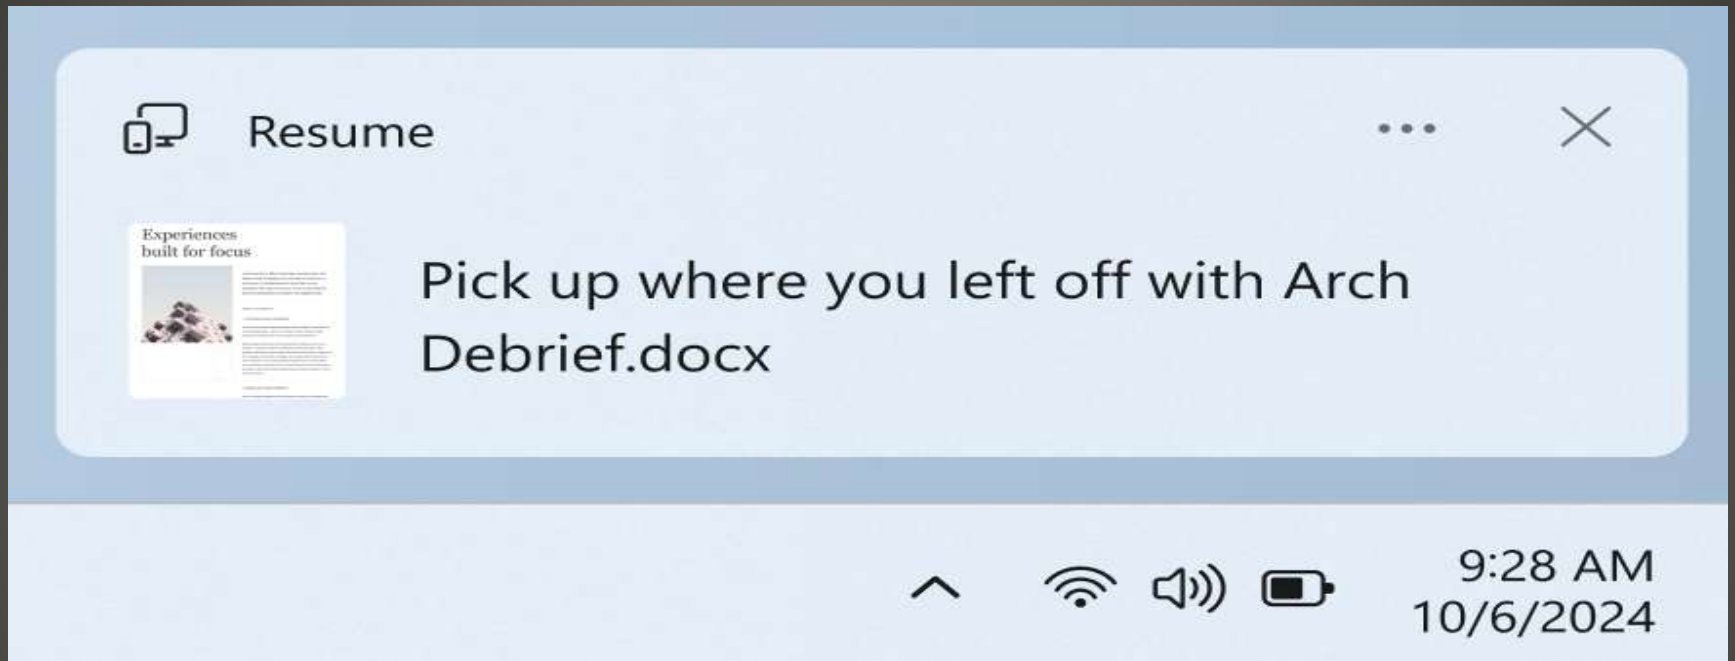 Resume
Experiences
built for focus
Pick up where you left off with Arch
Debrief.docx
9:28 AM
10/6/2024